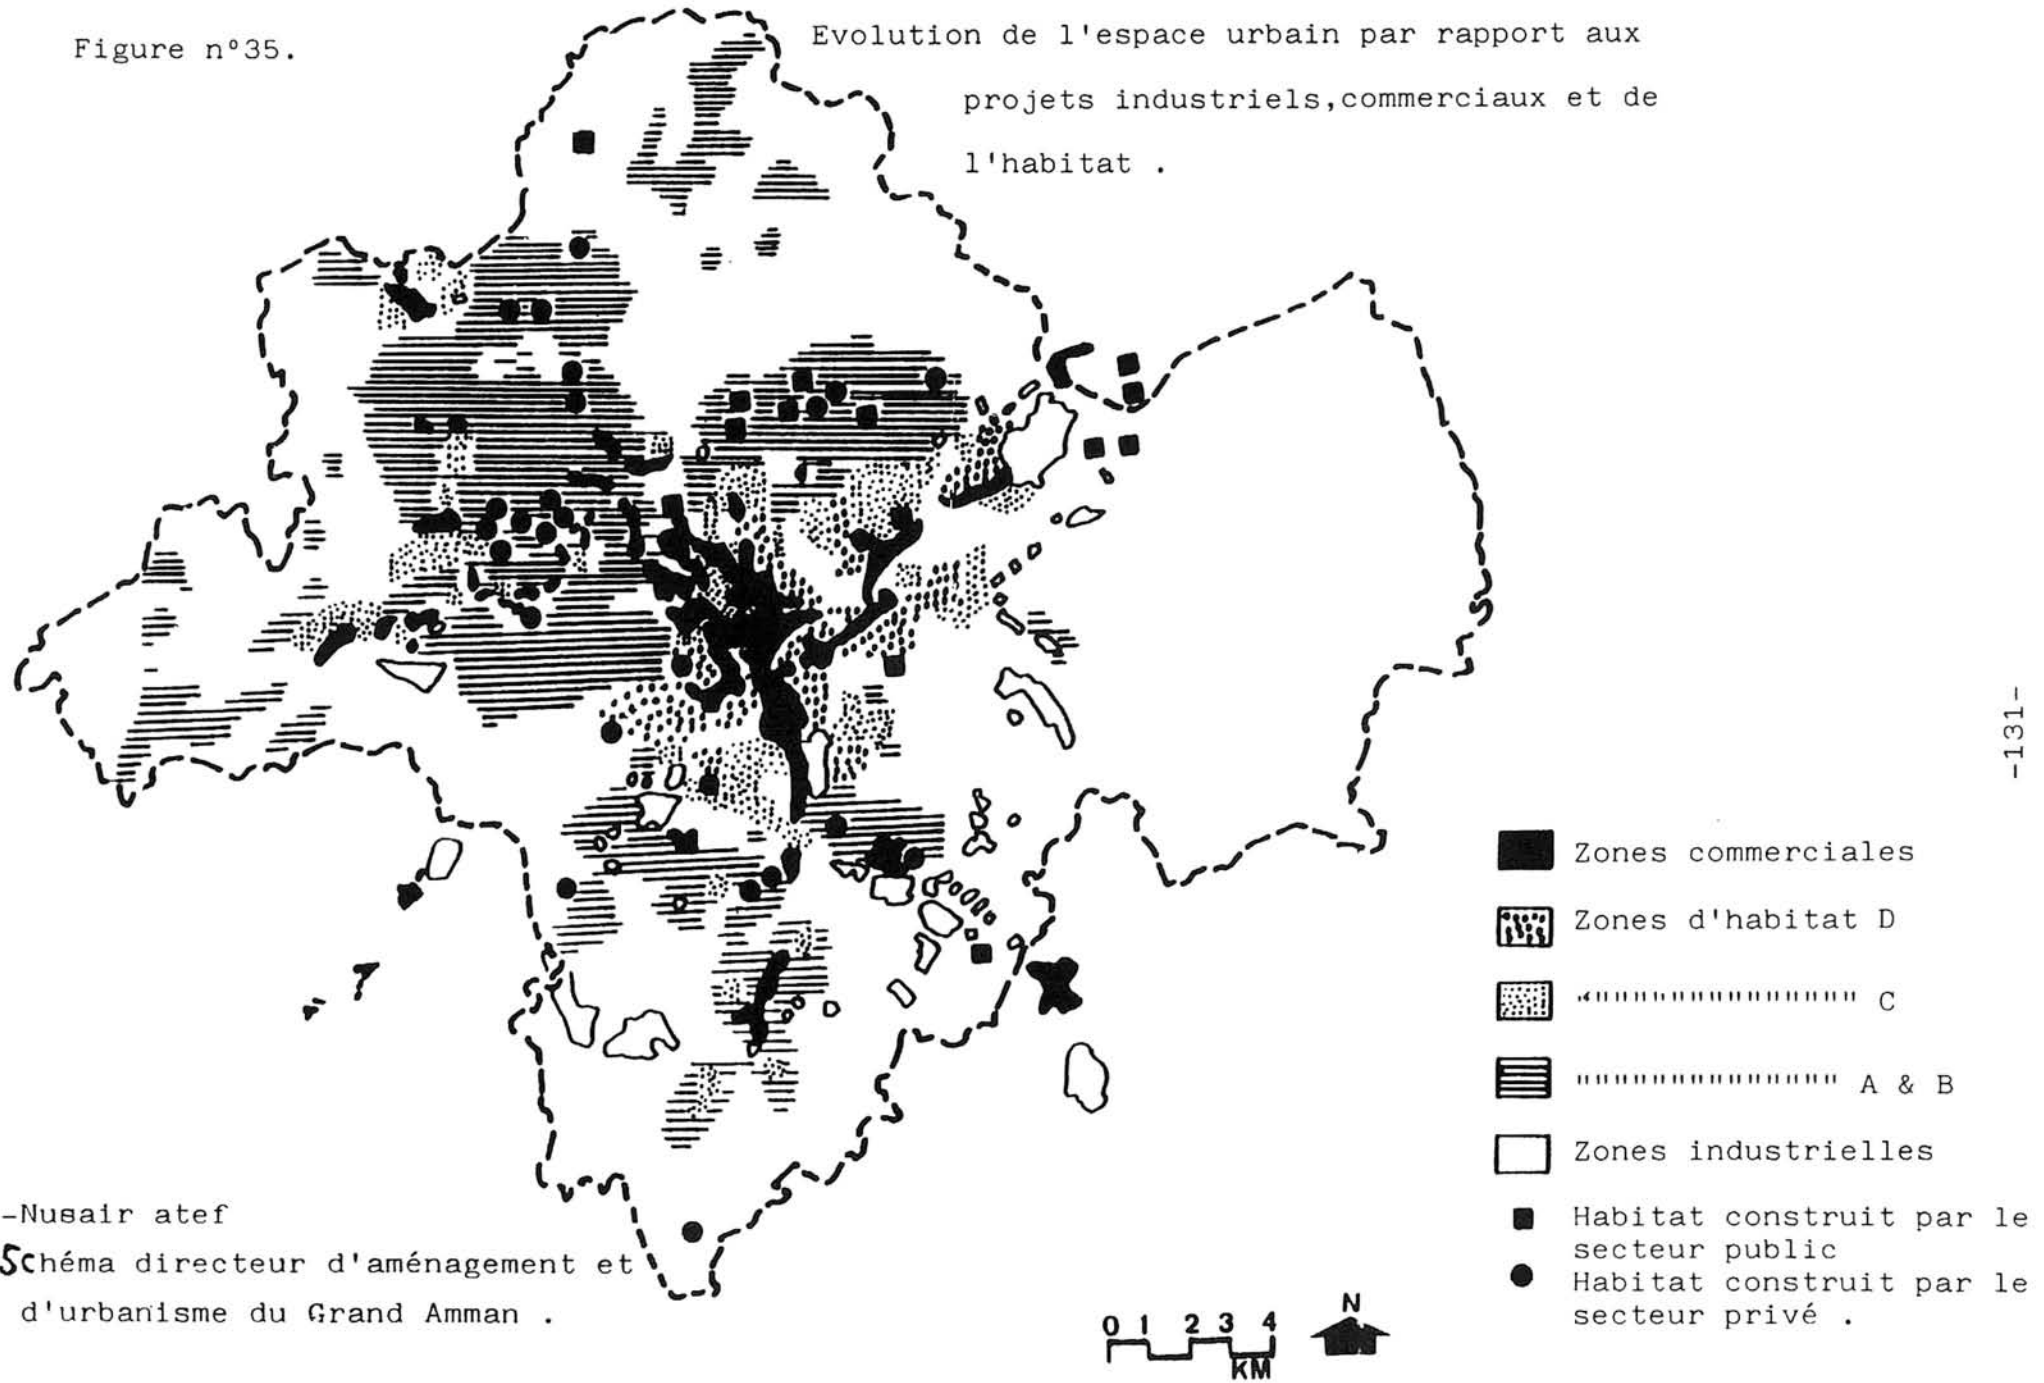 Figure n°35.
Evolution de l'espace urbain par rapport aux
projets industriels,commerciaux et de
l'habitat .
-131-
Zones commerciales
Zones d'habitat D
"""""""""""""""" C
"""""""""""""""" A & B
Zones industrielles
Habitat construit par le
secteur public
Habitat construit par le
secteur privé .
-Nusair atef
Schéma directeur d'aménagement et
d'urbanisme du Grand Amman .
0 1 2 3 4
KM
N